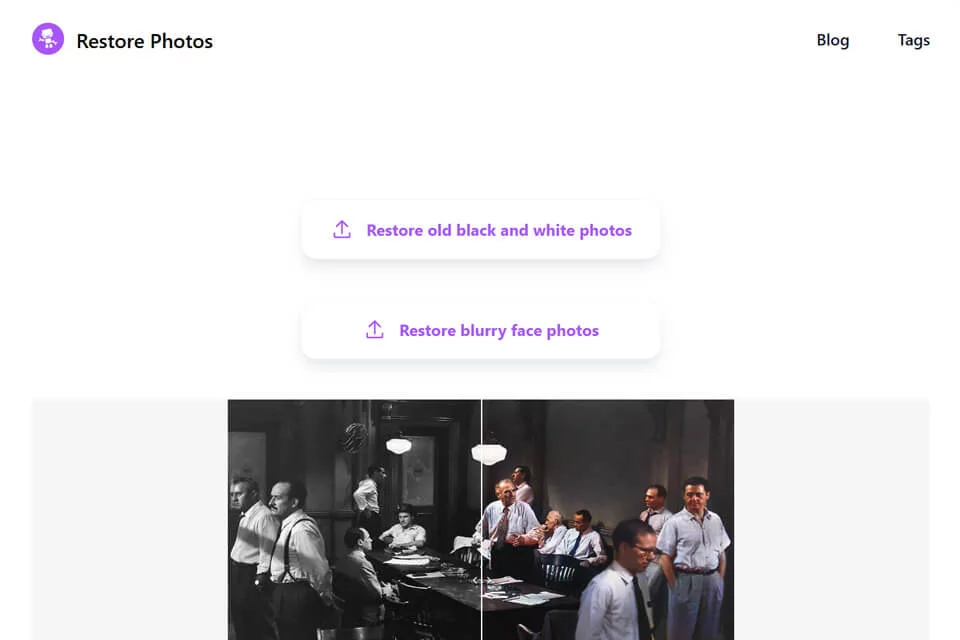 Restore Photos
Blog
Tags
Restore old black and white photos
Restore blurry face photos